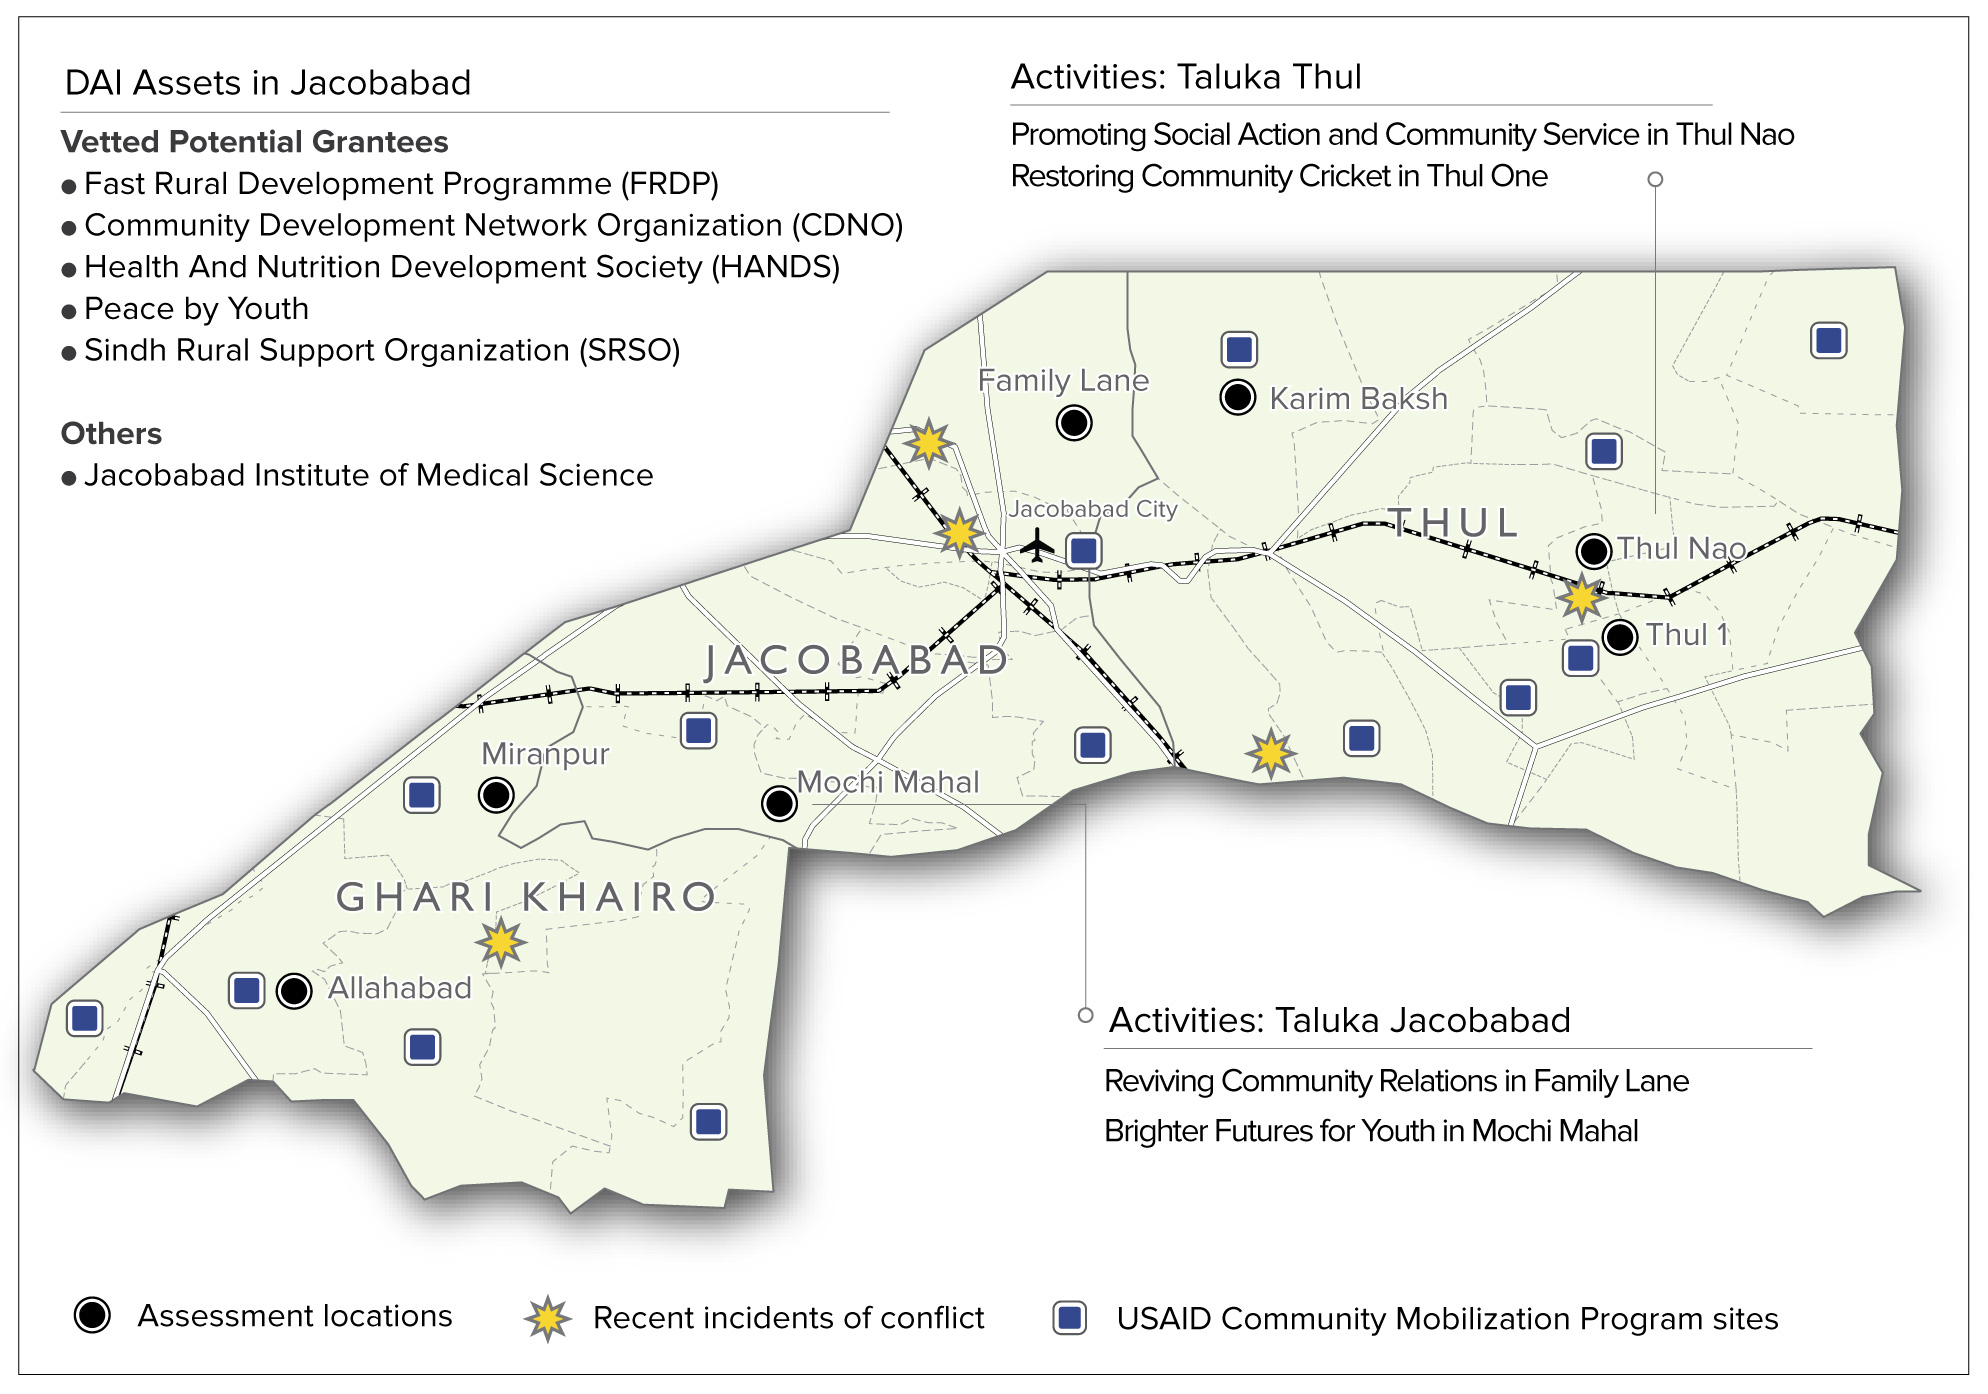 DAI Assets in Jacobabad
Vetted Potential Grantees
● Fast Rural Development Programme (FRDP)
● Community Development Network Organization (CDNO)
● Health And Nutrition Development Society (HANDS)
● Peace by Youth
● Sindh Rural Support Organization (SRSO)
Others
● Jacobabad Institute of Medical Science
Activities: Taluka Thul
Promoting Social Action and Community Service in Thul Nao
Restoring Community Cricket in Thul One
Family Lane
Karim Baksh
Jacobabad City
THUL
Thul Nao
Thul 1
JACOBABAD
Miranpur
Mochi Mahal
GHARI KHAIRO
Allahabad
Activities: Taluka Jacobabad
Reviving Community Relations in Family Lane
Brighter Futures for Youth in Mochi Mahal
Assessment locations
Recent incidents of conflict
USAID Community Mobilization Program sites